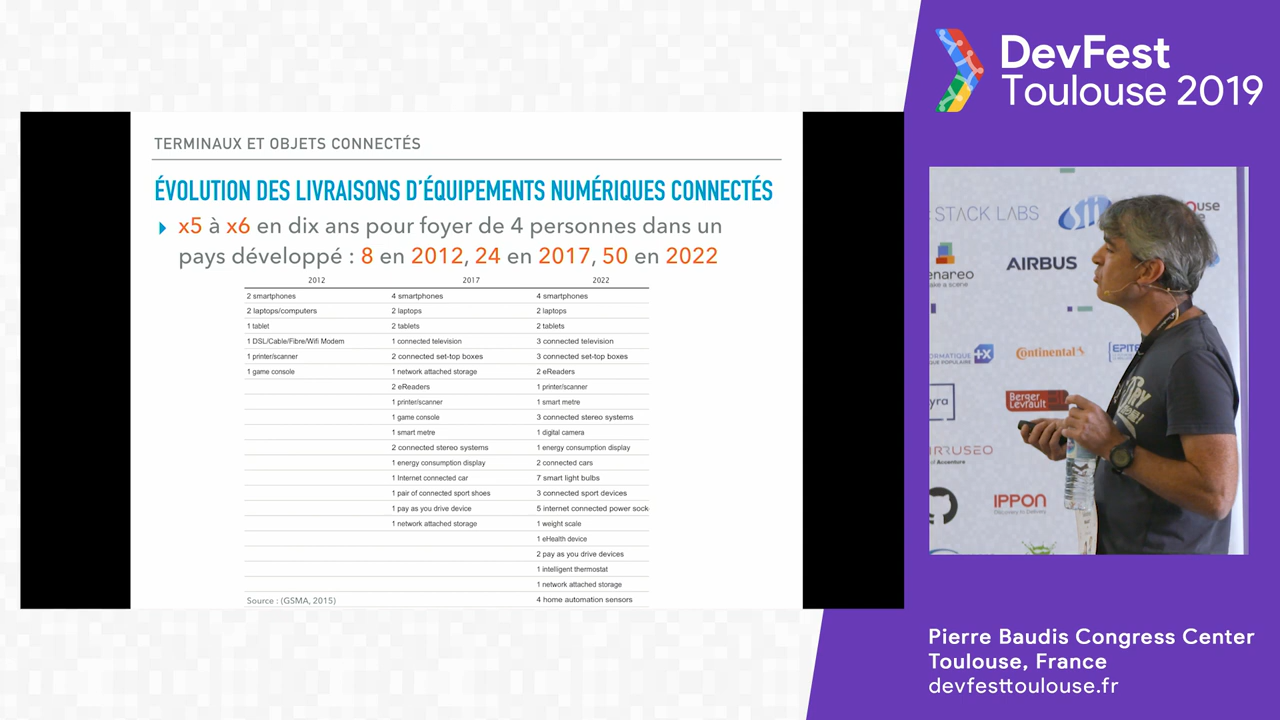 DevFest
Toulouse 2019
TERMINAUX ET OBJETS CONNECTÉS
ÉVOLUTION DES LIVRAISONS D'ÉQUIPEMENTS NUMÉRIQUES CONNECTÉS
x5 à x6 en dix ans pour foyer de 4 personnes dans un
pays développé : 8 en 2012, 24 en 2017, 50 en 2022
2012 2017 2022
2 smartphones 4 smartphones 4 smartphones
2 laptops/computers 2 laptops 2 laptops
1 tablet 2 tablets 2 tablets
1 DSL/Cable/Fibre/Wifi Modem 1 connected television 3 connected television
1 printer/scanner 2 connected set-top boxes 3 connected set-top boxes
1 game console 1 network attached storage 2 eReaders
2 eReaders 1 printer/scanner
1 printer/scanner 1 smart metre
1 game console 3 connected stereo systems
1 smart metre 1 digital camera
2 connected stereo systems 1 energy consumption display
1 energy consumption display 2 connected cars
1 Internet connected car 7 smart light bulbs
1 pair of connected sport shoes 3 connected sport devices
1 pay as you drive device 5 internet connected power sock
1 network attached storage 1 weight scale
1 eHealth device
2 pay as you drive devices
1 intelligent thermostat
1 network attached storage
4 home automation sensors
Source : (GSMA, 2015)
STACK LABS
AIRBUS
enareo
Continental
Berger
Levrault
IPPON
Pierre Baudis Congress Center
Toulouse, France
devfesttoulouse.fr